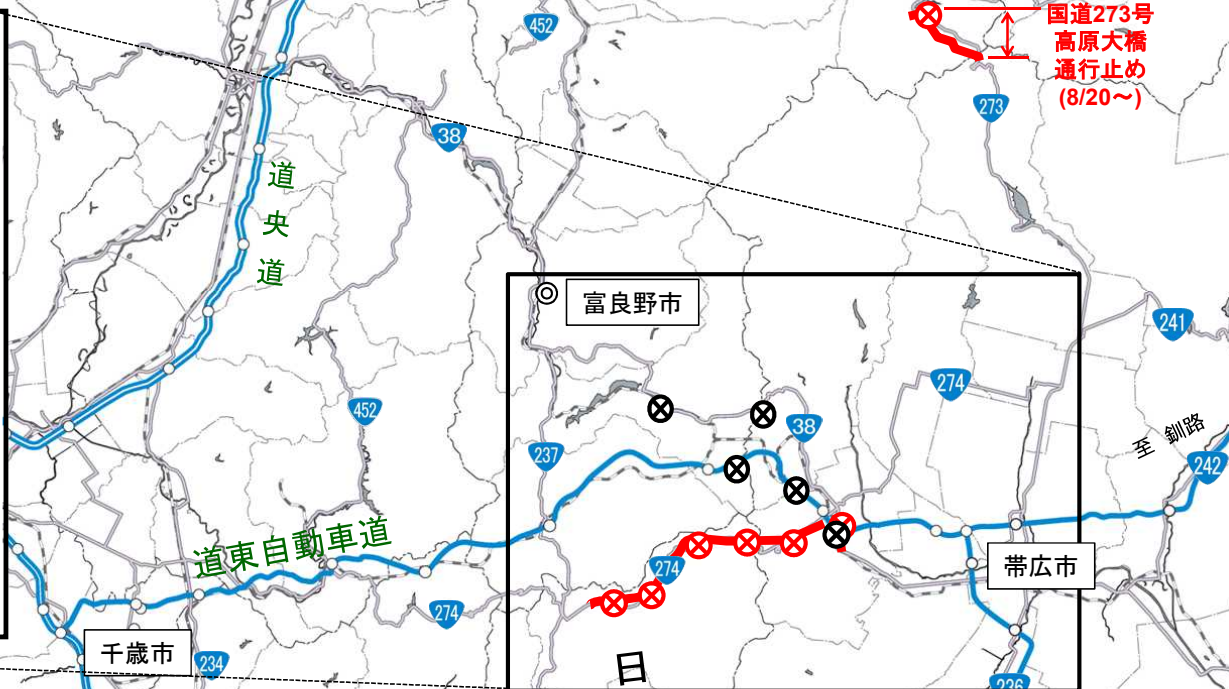 452
国道273号
高原大橋
通行止め
(8/20～)
273
38
道
央
道
富良野市
241
274
452
38
237
至 釧路
242
道東自動車道
274
274
帯広市
千歳市
234
日
236